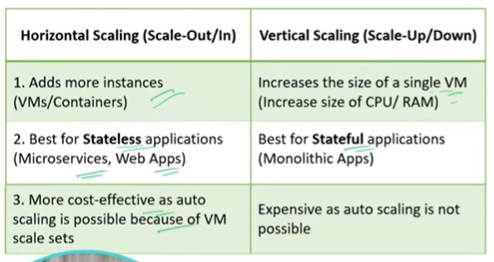 Horizontal Scaling (Scale-Out/In)
Vertical Scaling (Scale-Up/Down)
1. Adds more instances
(VMs/Containers)
Increases the size of a single VM
(Increase size of CPU/ RAM)
2. Best for Stateless applications
(Microservices, Web Apps)
Best for Stateful applications
(Monolithic Apps)
3. More cost-effective as auto
scaling is possible because of VM
scale sets
Expensive as auto scaling is not
possible